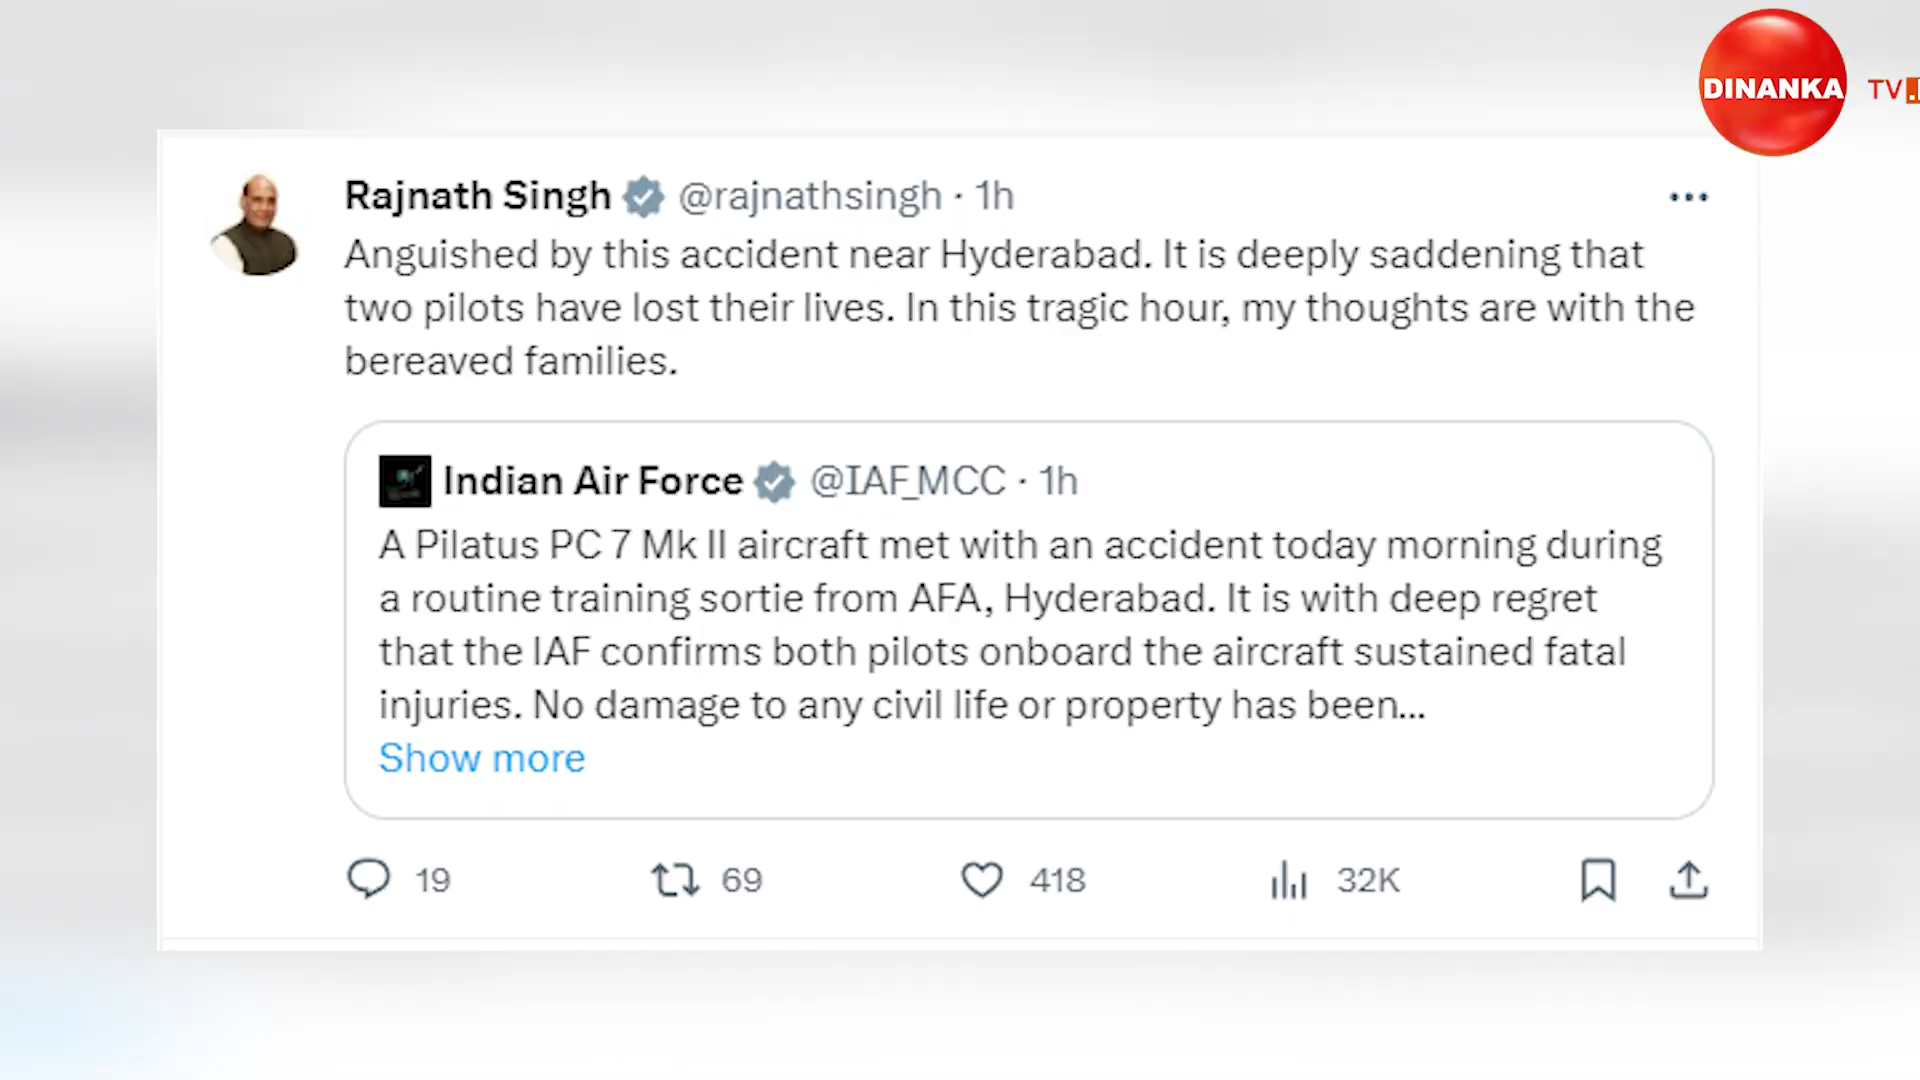 DINANKA TV
Rajnath Singh @rajnathsingh · 1h
Anguished by this accident near Hyderabad. It is deeply saddening that
two pilots have lost their lives. In this tragic hour, my thoughts are with the
bereaved families.
Indian Air Force @IAF_MCC · 1h
A Pilatus PC 7 Mk II aircraft met with an accident today morning during
a routine training sortie from AFA, Hyderabad. It is with deep regret
that the IAF confirms both pilots onboard the aircraft sustained fatal
injuries. No damage to any civil life or property has been...
Show more
19 69 418 32K